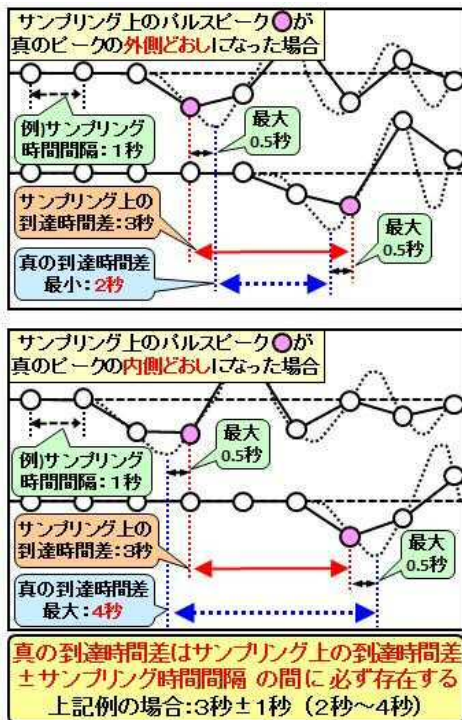 サンプリング上のパルスピーク が
真のピークの外側どおしになった場合
例)サンプリング
時間間隔:1秒
最大
0.5秒
サンプリング上の
到達時間差:3秒
最大
0.5秒
真の到達時間差
最小:2秒
サンプリング上のパルスピーク が
真のピークの内側どおしになった場合
例)サンプリング
時間間隔:1秒
最大
0.5秒
サンプリング上の
到達時間差:3秒
最大
0.5秒
真の到達時間差
最大:4秒
真の到達時間差はサンプリング上の到達時間差
±サンプリング時間間隔 の間に必ず存在する
上記例の場合:3秒±1秒(2秒~4秒)